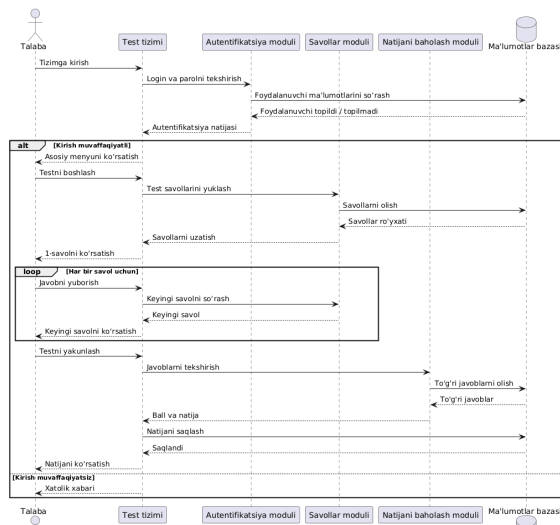 Talaba
Test tizimi
Autentifikatsiya moduli
Savollar moduli
Natijani baholash moduli
Ma'lumotlar bazasi
Tizimga kirish
Login va parolni tekshirish
Foydalanuvchi ma'lumotlarini so'rash
Foydalanuvchi topildi / topilmadi
Autentifikatsiya natijasi
alt [Kirish muvaffaqiyatli]
Asosiy menyuni ko'rsatish
Testni boshlash
Test savollarini yuklash
Savollarni olish
Savollar ro'yxati
Savollarni uzatish
1-savolni ko'rsatish
loop [Har bir savol uchun]
Javobni yuborish
Keyingi savolni so'rash
Keyingi savol
Keyingi savolni ko'rsatish
Testni yakunlash
Javoblarni tekshirish
To'g'ri javoblarni olish
To'g'ri javoblar
Ball va natija
Natijani saqlash
Saqlandi
Natijani ko'rsatish
[Kirish muvaffaqiyatsiz]
Xatolik xabari
Talaba
Test tizimi
Autentifikatsiya moduli
Savollar moduli
Natijani baholash moduli
Ma'lumotlar bazasi